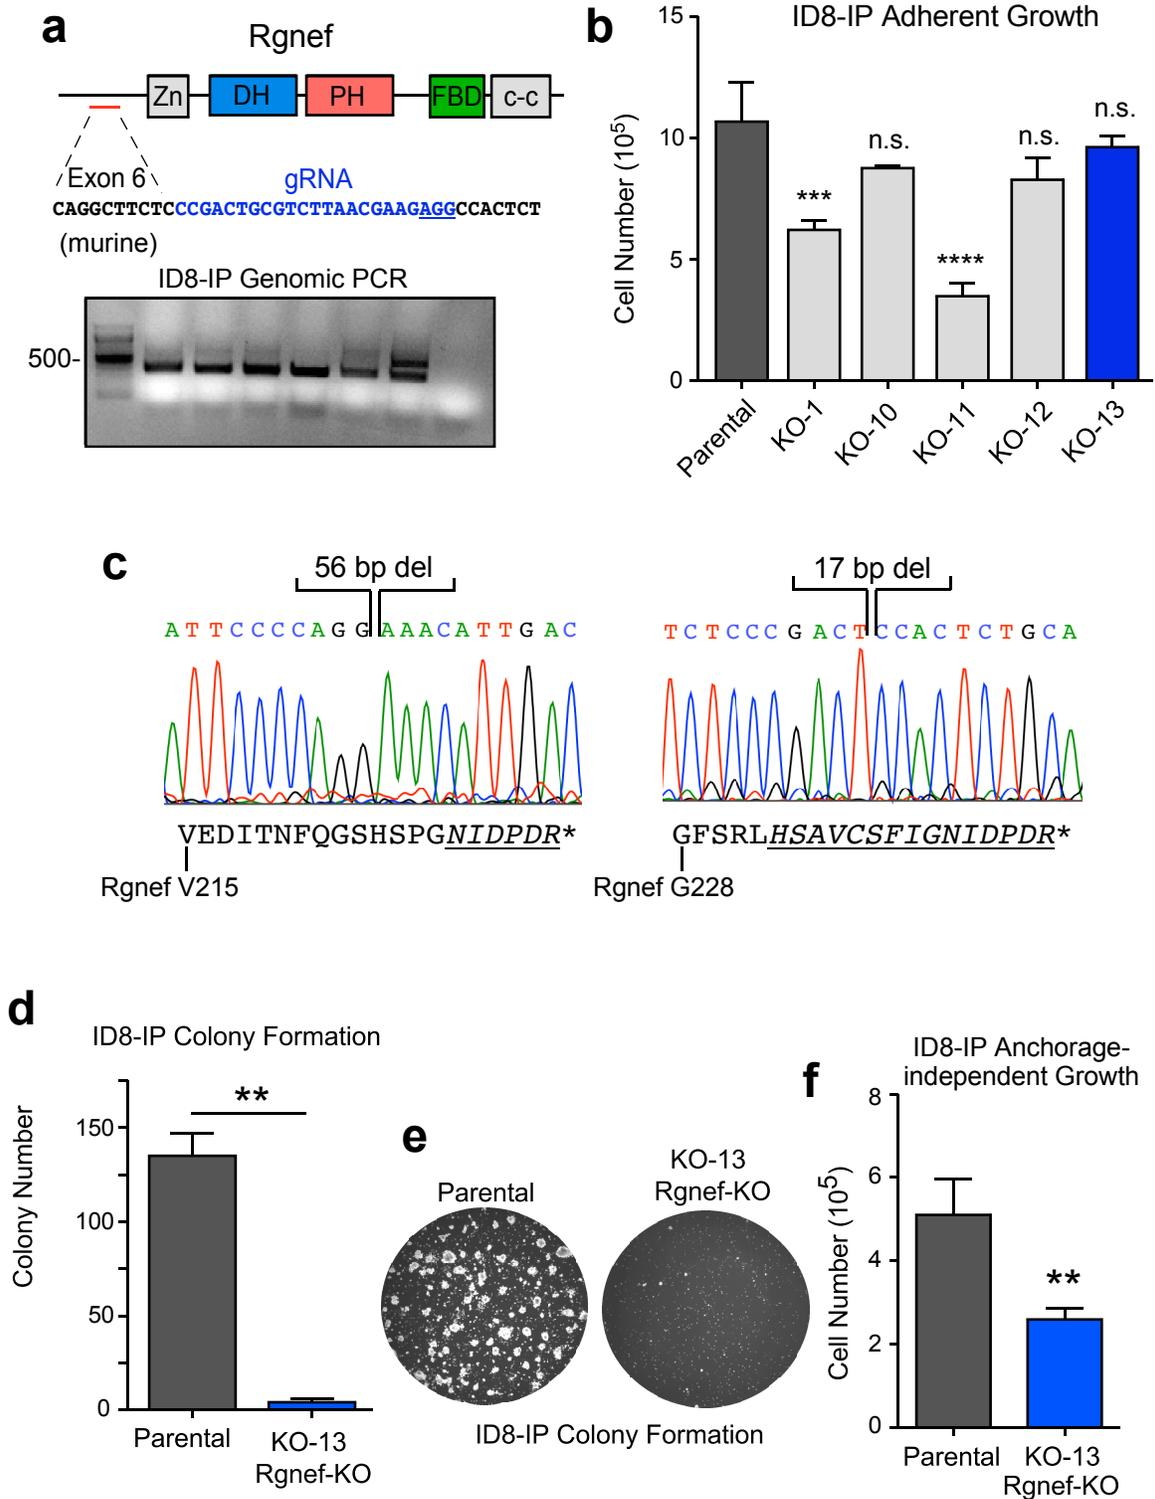 a
Rgnef
Zn DH PH FBD c-c
Exon 6
gRNA
CAGGCTTCTCCCGACTGCGTCTTAACGAAGAGGCCACTCT
(murine)
ID8-IP Genomic PCR
500-
b
ID8-IP Adherent Growth
Cell Number (10⁵)
15
10
5
0
***
n.s.
****
n.s.
n.s.
Parental
KO-1
KO-10
KO-11
KO-12
KO-13
c
56 bp del
ATTCCCCAGGAAACATTGAC
VEDITNFQGSHSPGNIDPDR*
Rgnef V215
17 bp del
TCTCCCGACTCCACTCTGCA
GFSRLHSAVCSFIGNIDPDR*
Rgnef G228
d
ID8-IP Colony Formation
Colony Number
150
100
50
0
**
Parental
KO-13
Rgnef-KO
e
Parental
KO-13
Rgnef-KO
ID8-IP Colony Formation
f
ID8-IP Anchorage-
independent Growth
Cell Number (10⁵)
8
6
4
2
0
**
Parental
KO-13
Rgnef-KO